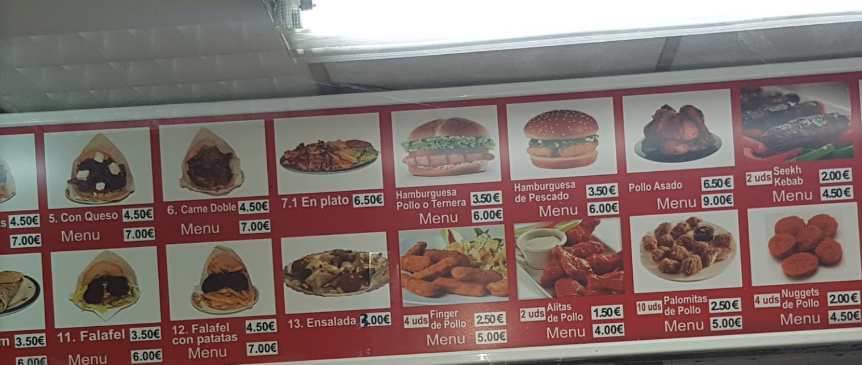 s 4.50€
7.00€
5. Con Queso 4.50€
Menu 7.00€
6. Carne Doble 4.50€
Menu 7.00€
7.1 En plato 6.50€
Hamburguesa
Pollo o Ternera 3.50€
Menu 6.00€
Hamburguesa
de Pescado 3.50€
Menu 6.00€
Pollo Asado 6.50€
Menu 9.00€
2 uds Seekh
Kebab 2.00€
Menu 4.50€
m 3.50€
6.00€
11. Falafel 3.50€
Menu 6.00€
12. Falafel
con patatas 4.50€
Menu 7.00€
13. Ensalada 3.00€
4 uds Finger
de Pollo 2.50€
Menu 5.00€
2 uds Alitas
de Pollo 1.50€
Menu 4.00€
10 uds Palomitas
de Pollo 2.50€
Menu 5.00€
4 uds Nuggets
de Pollo 2.00€
Menu 4.50€